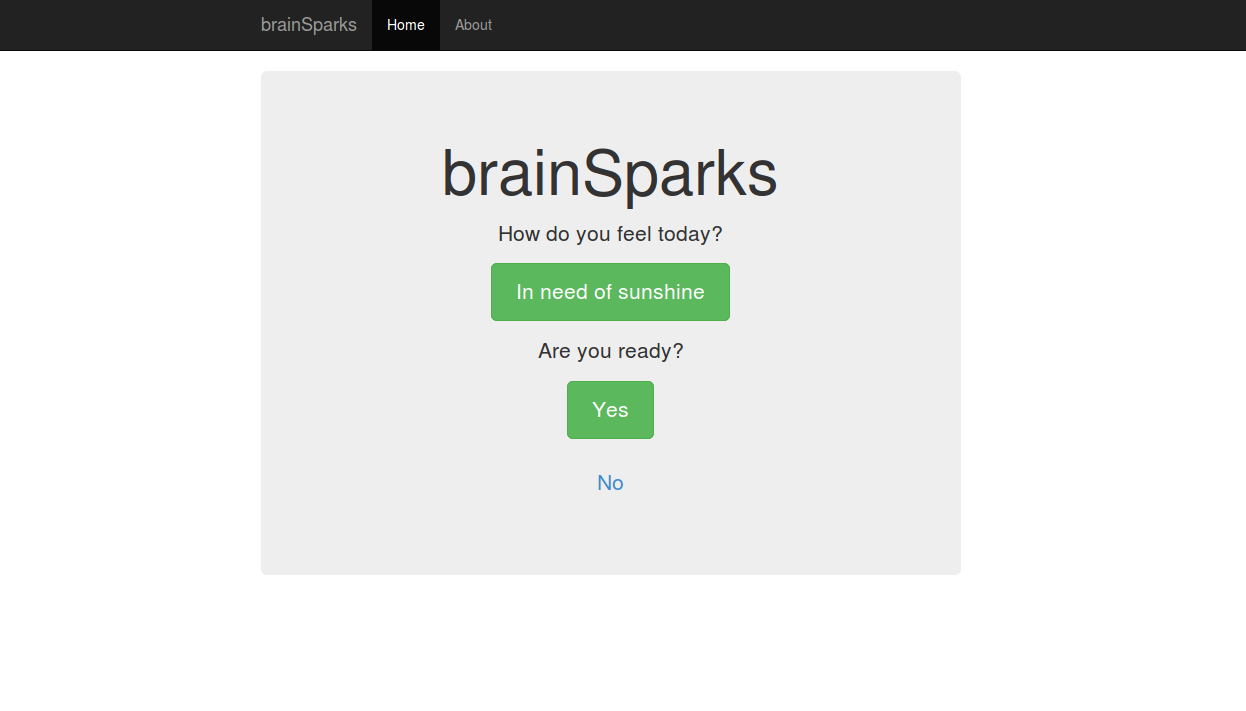 brainSparks Home About
brainSparks
How do you feel today?
In need of sunshine
Are you ready?
Yes
No